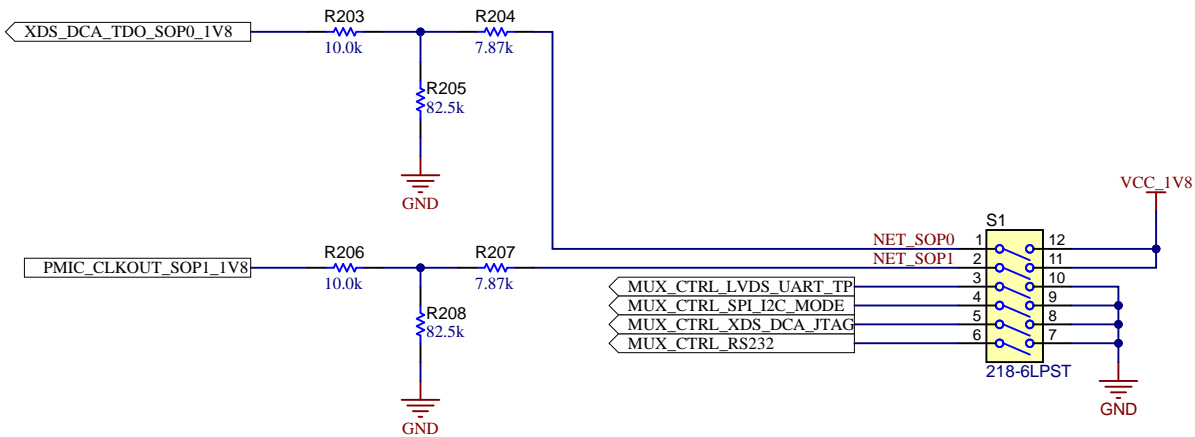 R203
R204
XDS_DCA_TDO_SOP0_1V8
10.0k
7.87k
R205
82.5k
GND
VCC_1V8
S1
NET_SOP0
1
12
R206
R207
NET_SOP1
2
11
PMIC_CLKOUT_SOP1_1V8
10.0k
7.87k
MUX_CTRL_LVDS_UART_TP
3
10
MUX_CTRL_SPI_I2C_MODE
4
9
R208
82.5k
MUX_CTRL_XDS_DCA_JTAG
5
8
MUX_CTRL_RS232
6
7
218-6LPST
GND
GND